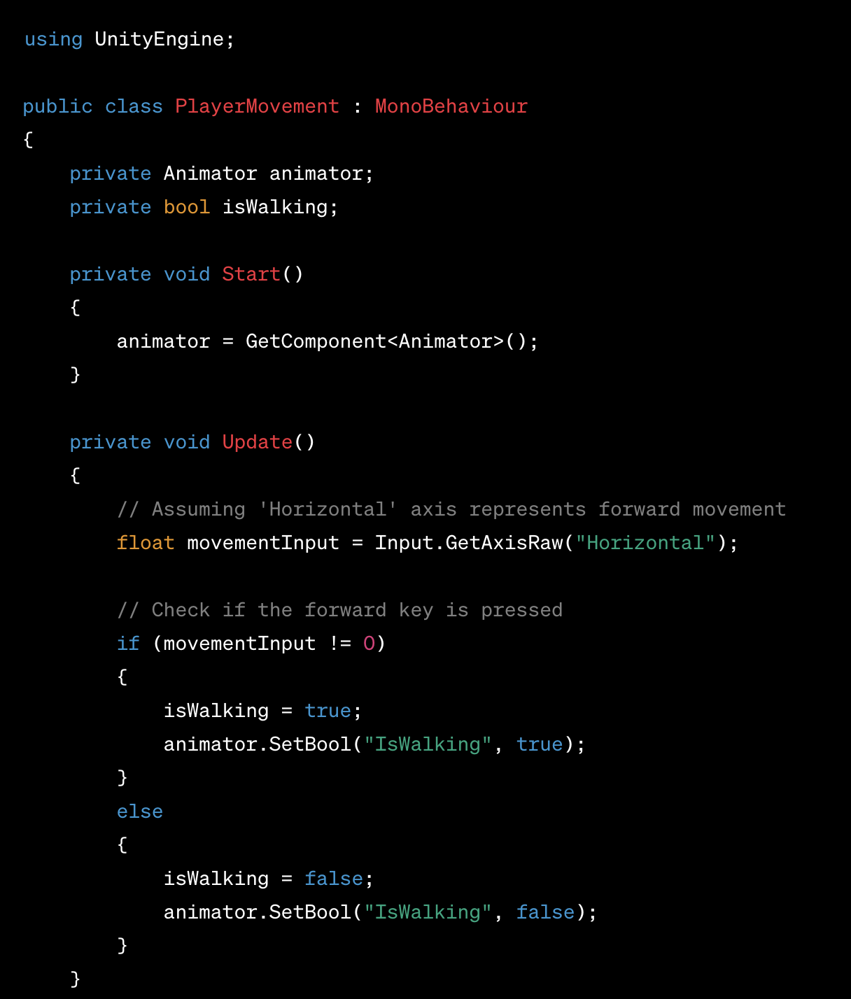 using UnityEngine;

public class PlayerMovement : MonoBehaviour
{
    private Animator animator;
    private bool isWalking;

    private void Start()
    {
        animator = GetComponent<Animator>();
    }

    private void Update()
    {
        // Assuming 'Horizontal' axis represents forward movement
        float movementInput = Input.GetAxisRaw("Horizontal");

        // Check if the forward key is pressed
        if (movementInput != 0)
        {
            isWalking = true;
            animator.SetBool("IsWalking", true);
        }
        else
        {
            isWalking = false;
            animator.SetBool("IsWalking", false);
        }
    }